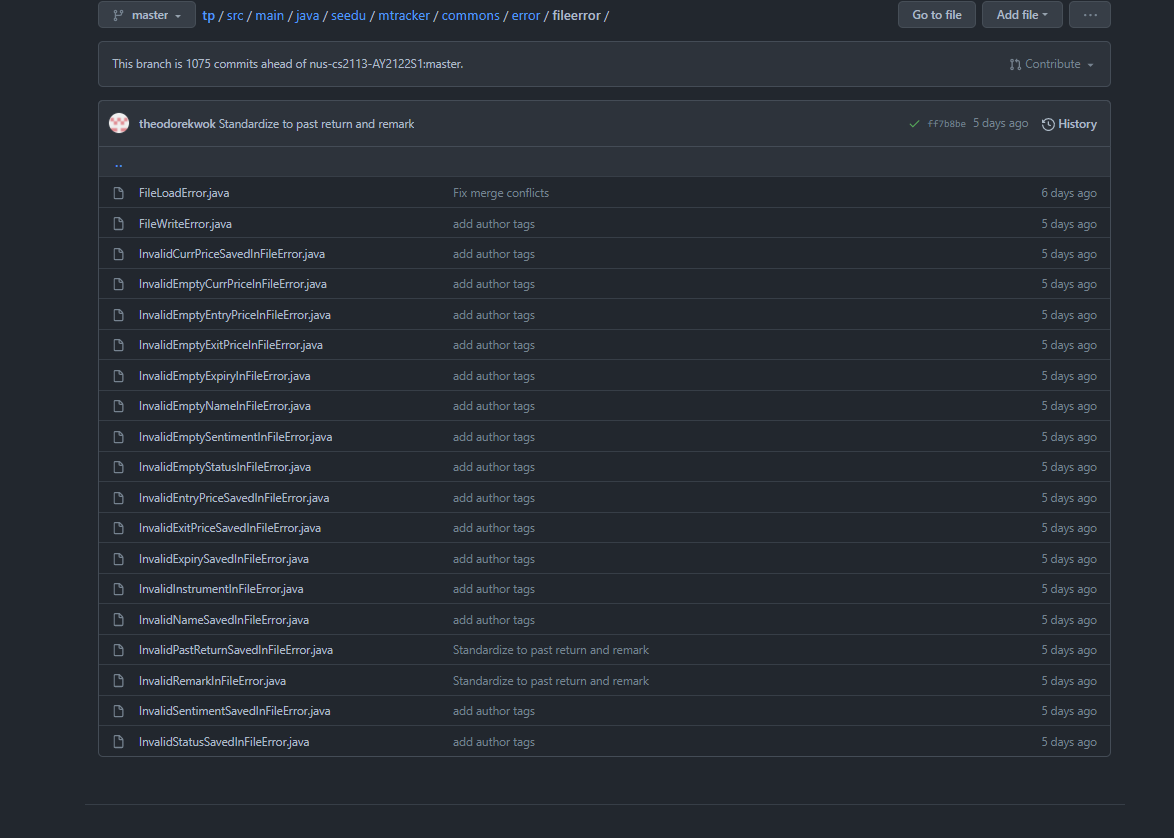 master tp / src / main / java / seedu / mtracker / commons / error / fileerror / Go to file Add file ...
This branch is 1075 commits ahead of nus-cs2113-AY2122S1:master. Contribute
theodorekwok Standardize to past return and remark ff7b8be 5 days ago History
..
FileLoadError.java Fix merge conflicts 6 days ago
FileWriteError.java add author tags 5 days ago
InvalidCurrPriceSavedInFileError.java add author tags 5 days ago
InvalidEmptyCurrPriceInFileError.java add author tags 5 days ago
InvalidEmptyEntryPriceInFileError.java add author tags 5 days ago
InvalidEmptyExitPriceInFileError.java add author tags 5 days ago
InvalidEmptyExpiryInFileError.java add author tags 5 days ago
InvalidEmptyNameInFileError.java add author tags 5 days ago
InvalidEmptySentimentInFileError.java add author tags 5 days ago
InvalidEmptyStatusInFileError.java add author tags 5 days ago
InvalidEntryPriceSavedInFileError.java add author tags 5 days ago
InvalidExitPriceSavedInFileError.java add author tags 5 days ago
InvalidExpirySavedInFileError.java add author tags 5 days ago
InvalidInstrumentInFileError.java add author tags 5 days ago
InvalidNameSavedInFileError.java add author tags 5 days ago
InvalidPastReturnSavedInFileError.java Standardize to past return and remark 5 days ago
InvalidRemarkInFileError.java Standardize to past return and remark 5 days ago
InvalidSentimentSavedInFileError.java add author tags 5 days ago
InvalidStatusSavedInFileError.java add author tags 5 days ago